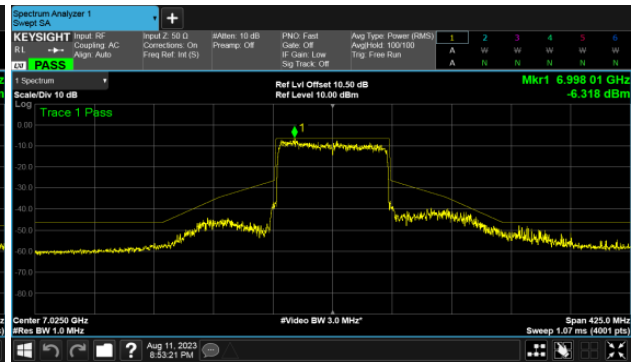 Spectrum Analyzer 1
Swept SA
+
KEYSIGHT Input: RF Input Z: 50 Ω #Atten: 10 dB PNO: Fast Avg Type: Power (RMS) 1 2 3 4 5 6
RL Coupling: AC Corrections: On Preamp: Off Gate: Off Avg|Hold: 100/100 A W W W W W
Align: Auto Freq Ref: Int (S) IF Gain: Low Trig: Free Run
LXI PASS Sig Track: Off A N N N N N
1 Spectrum Ref Lvl Offset 10.50 dB Mkr1 6.998 01 GHz
Scale/Div 10 dB Ref Level 10.00 dBm -6.318 dBm
Log Trace 1 Pass
0.00
1
-10.0
-20.0
-30.0
-40.0
-50.0
-60.0
-70.0
-80.0
Center 7.0250 GHz #Video BW 3.0 MHz* Span 425.0 MHz
#Res BW 1.0 MHz Sweep 1.07 ms (4001 pts)
? Aug 11, 2023
8:53:21 PM